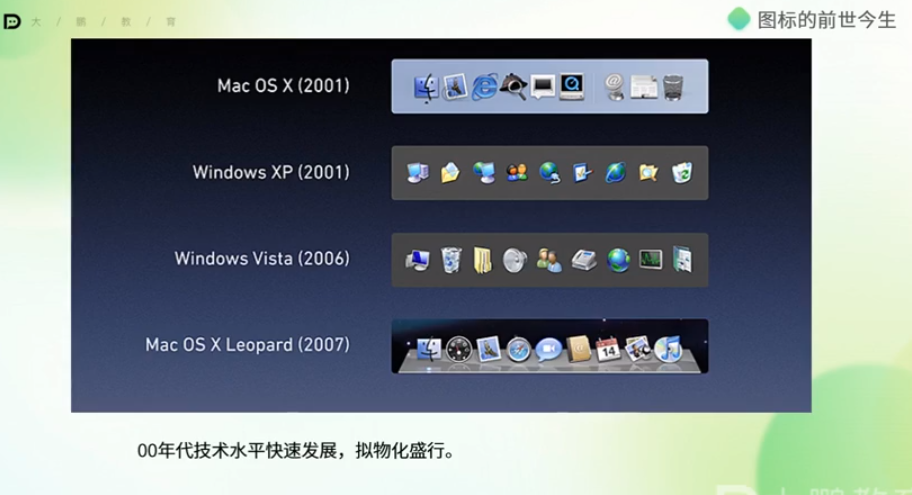 大 / 鹏 / 教 / 育
图标的前世今生
Mac OS X (2001)
Windows XP (2001)
Windows Vista (2006)
Mac OS X Leopard (2007)
14
00年代技术水平快速发展，拟物化盛行。